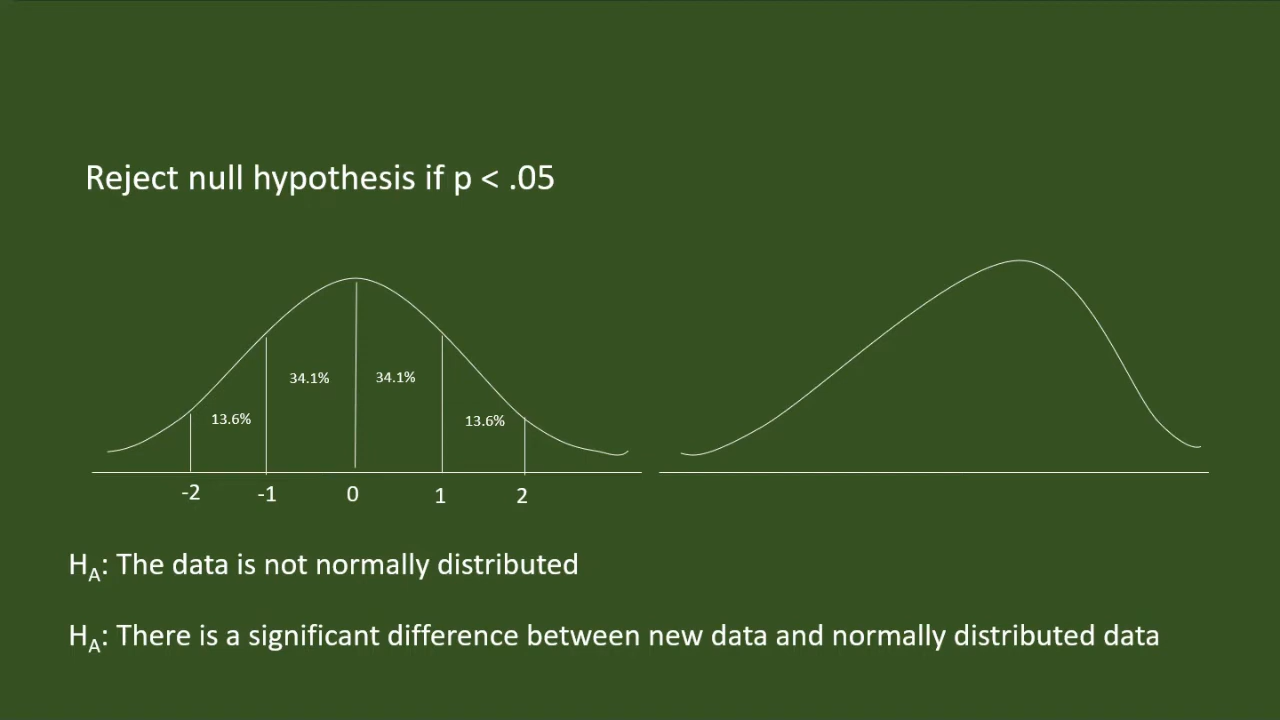 Reject null hypothesis if p < .05
34.1% 34.1%
13.6% 13.6%
-2 -1 0 1 2
HA: The data is not normally distributed
HA: There is a significant difference between new data and normally distributed data